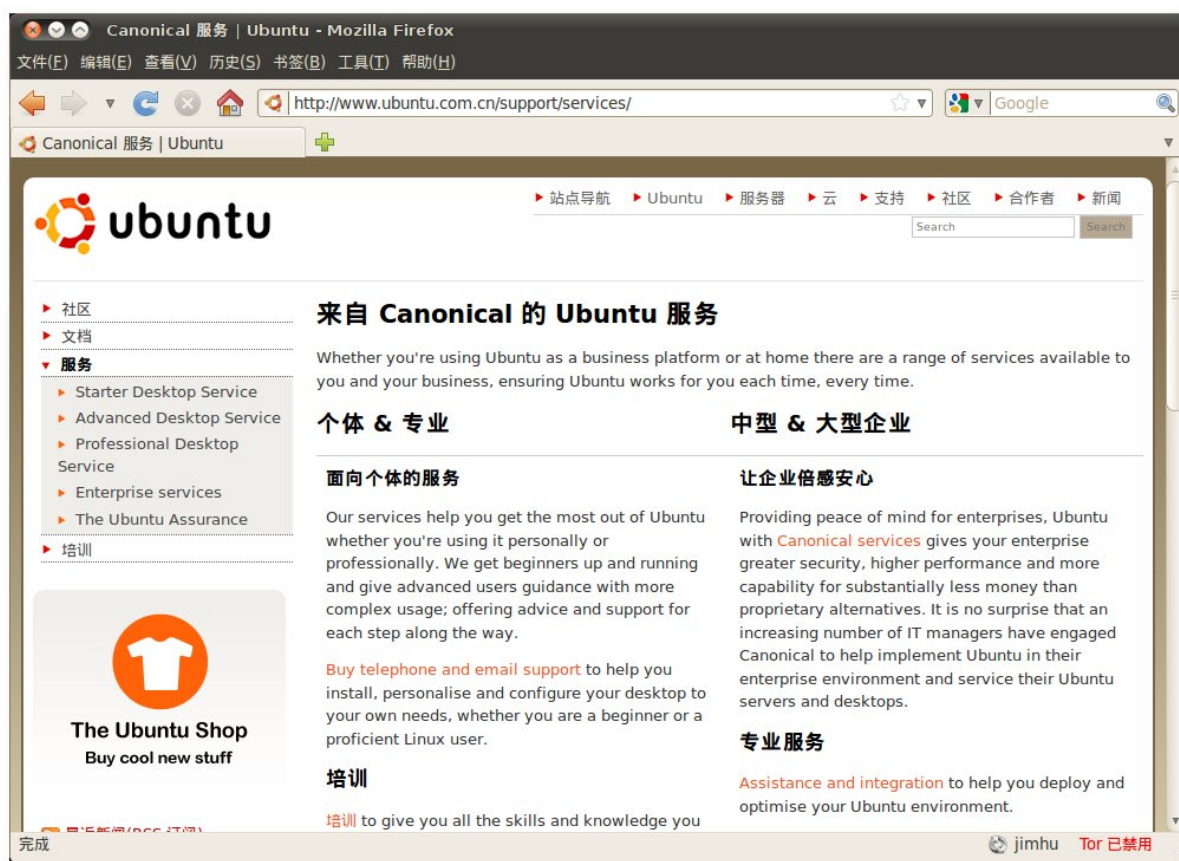 Canonical 服务 | Ubuntu - Mozilla Firefox
文件(F) 编辑(E) 查看(V) 历史(S) 书签(B) 工具(T) 帮助(H)
http://www.ubuntu.com.cn/support/services/
Google
Canonical 服务 | Ubuntu
站点导航 Ubuntu 服务器 云 支持 社区 合作者 新闻
Search Search
ubuntu
社区
文档
服务
Starter Desktop Service
Advanced Desktop Service
Professional Desktop
Service
Enterprise services
The Ubuntu Assurance
培训
The Ubuntu Shop
Buy cool new stuff
最近新闻(RSS 订阅)
来自 Canonical 的 Ubuntu 服务
Whether you're using Ubuntu as a business platform or at home there are a range of services available to
you and your business, ensuring Ubuntu works for you each time, every time.
个体 & 专业
面向个体的服务
Our services help you get the most out of Ubuntu
whether you're using it personally or
professionally. We get beginners up and running
and give advanced users guidance with more
complex usage; offering advice and support for
each step along the way.
Buy telephone and email support to help you
install, personalise and configure your desktop to
your own needs, whether you are a beginner or a
proficient Linux user.
培训
培训 to give you all the skills and knowledge you
中型 & 大型企业
让企业倍感安心
Providing peace of mind for enterprises, Ubuntu
with Canonical services gives your enterprise
greater security, higher performance and more
capability for substantially less money than
proprietary alternatives. It is no surprise that an
increasing number of IT managers have engaged
Canonical to help implement Ubuntu in their
enterprise environment and service their Ubuntu
servers and desktops.
专业服务
Assistance and integration to help you deploy and
optimise your Ubuntu environment.
完成
jimhu Tor 已禁用